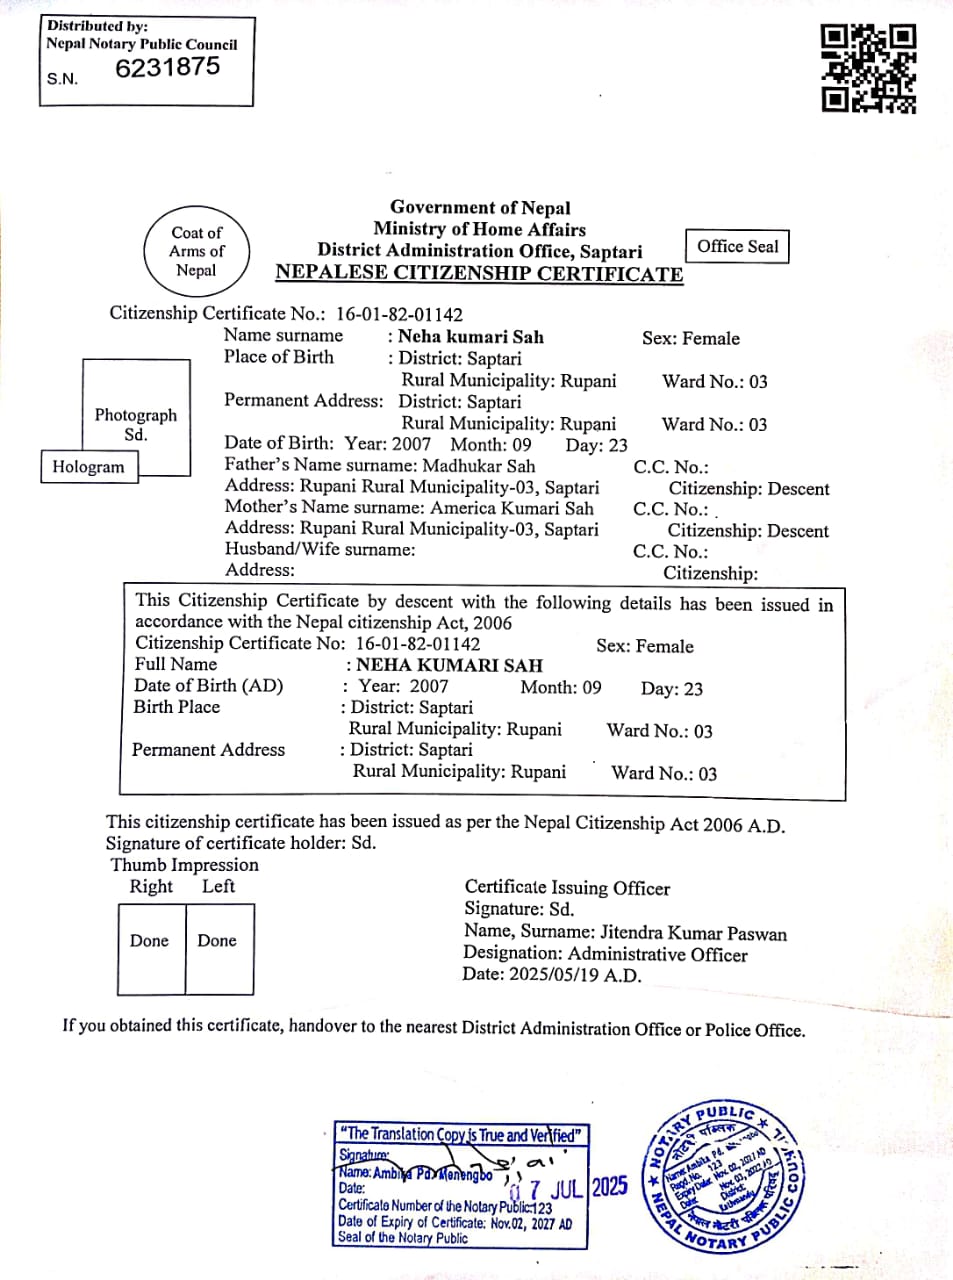 Distributed by:
Nepal Notary Public Council
S.N. 6231875
Government of Nepal
Ministry of Home Affairs
District Administration Office, Saptari
NEPALESE CITIZENSHIP CERTIFICATE
Coat of
Arms of
Nepal
Office Seal
Citizenship Certificate No.: 16-01-82-01142
Name surname : Neha kumari Sah Sex: Female
Place of Birth : District: Saptari
Rural Municipality: Rupani Ward No.: 03
Permanent Address: District: Saptari
Rural Municipality: Rupani Ward No.: 03
Date of Birth: Year: 2007 Month: 09 Day: 23
Father's Name surname: Madhukar Sah C.C. No.:
Address: Rupani Rural Municipality-03, Saptari Citizenship: Descent
Mother's Name surname: America Kumari Sah C.C. No.:
Address: Rupani Rural Municipality-03, Saptari Citizenship: Descent
Husband/Wife surname: C.C. No.:
Address: Citizenship:
Photograph
Sd.
Hologram
This Citizenship Certificate by descent with the following details has been issued in
accordance with the Nepal citizenship Act, 2006
Citizenship Certificate No: 16-01-82-01142 Sex: Female
Full Name : NEHA KUMARI SAH
Date of Birth (AD) : Year: 2007 Month: 09 Day: 23
Birth Place : District: Saptari
Rural Municipality: Rupani Ward No.: 03
Permanent Address : District: Saptari
Rural Municipality: Rupani Ward No.: 03
This citizenship certificate has been issued as per the Nepal Citizenship Act 2006 A.D.
Signature of certificate holder: Sd.
Thumb Impression
Right Left
Done Done
Certificate Issuing Officer
Signature: Sd.
Name, Surname: Jitendra Kumar Paswan
Designation: Administrative Officer
Date: 2025/05/19 A.D.
If you obtained this certificate, handover to the nearest District Administration Office or Police Office.
"The Translation Copy is True and Verified"
Signature:
Name: Ambika Pd. Menengbo
Date: 07 JUL 2025
Certificate Number of the Notary Public:123
Date of Expiry of Certificate: Nov.02, 2027 AD
Seal of the Notary Public
NOTARY PUBLIC
नोटरी पब्लिक
Name: Ambika Pd.
Regd. No. 123
Expiry Date: Nov. 02, 2027 AD
District:
Kathmandu
नेपाल नोटरी पब्लिक परिषद
NEPAL NOTARY PUBLIC COUNCIL